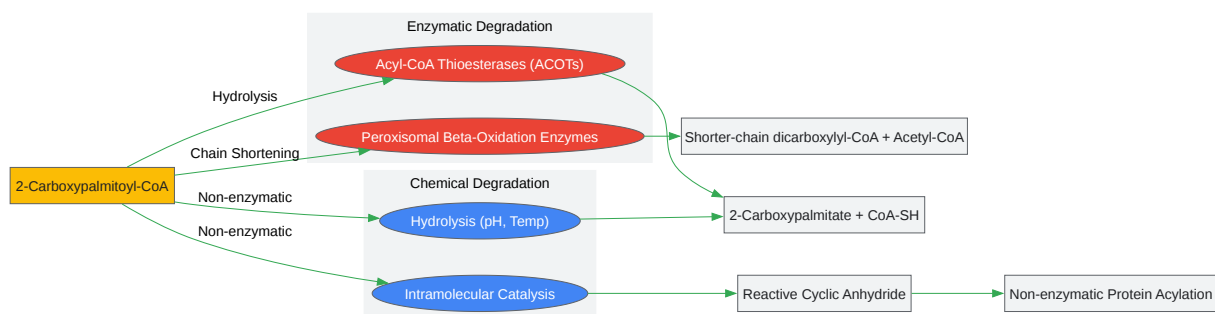 Enzymatic Degradation
Acyl-CoA Thioesterases (ACOTs)
Hydrolysis
Peroxisomal Beta-Oxidation Enzymes
Shorter-chain dicarboxylyl-CoA + Acetyl-CoA
Chain Shortening
2-Carboxypalmitoyl-CoA
Chemical Degradation
Non-enzymatic
Hydrolysis (pH, Temp)
2-Carboxypalmitate + CoA-SH
Non-enzymatic
Intramolecular Catalysis
Reactive Cyclic Anhydride
Non-enzymatic Protein Acylation